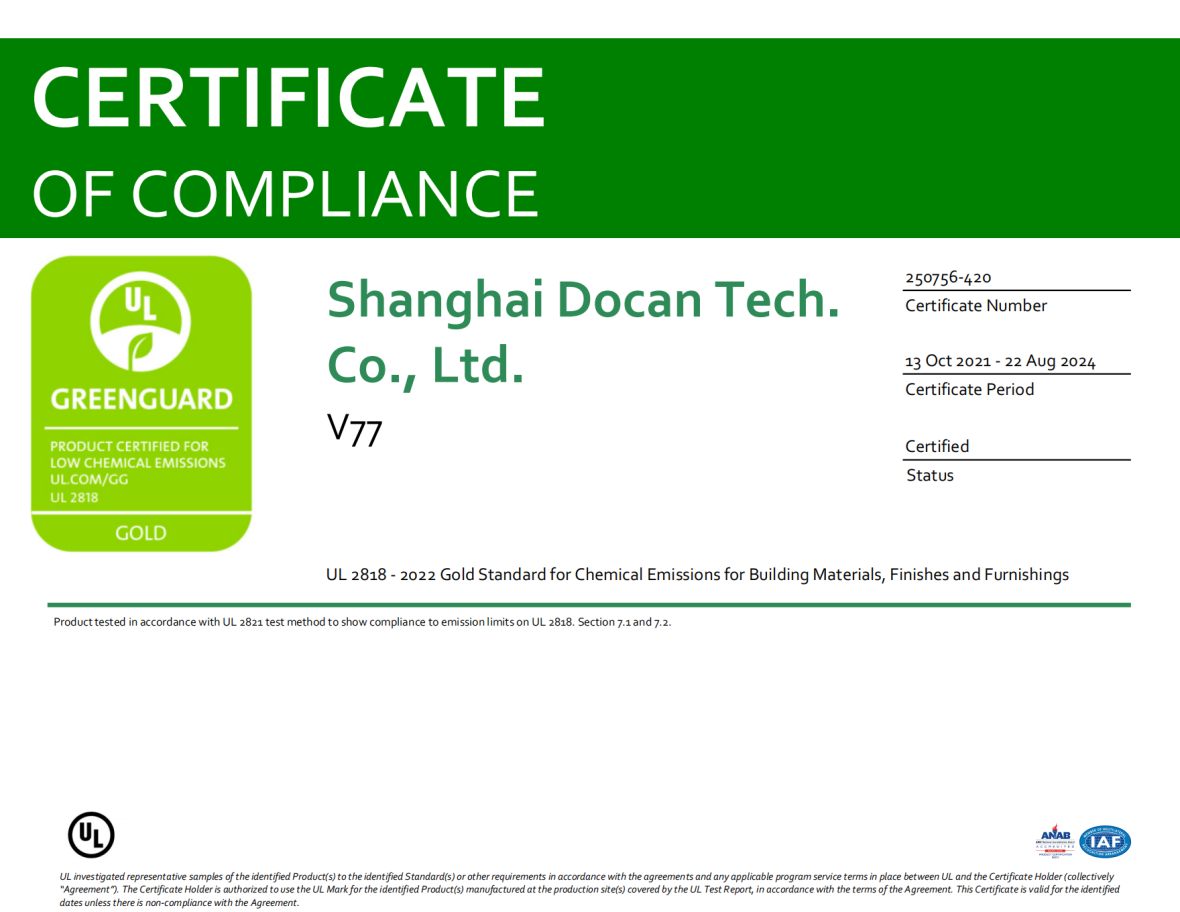 CERTIFICATE
OF COMPLIANCE
UL
GREENGUARD
PRODUCT CERTIFIED FOR
LOW CHEMICAL EMISSIONS
UL.COM/GG
UL 2818
GOLD
Shanghai Docan Tech.
Co., Ltd.
V77
250756-420
Certificate Number
13 Oct 2021 - 22 Aug 2024
Certificate Period
Certified
Status
UL 2818 - 2022 Gold Standard for Chemical Emissions for Building Materials, Finishes and Furnishings
Product tested in accordance with UL 2821 test method to show compliance to emission limits on UL 2818. Section 7.1 and 7.2.
UL
ANAB
ACCREDITED
IAF
UL investigated representative samples of the identified Product(s) to the identified Standard(s) or other requirements in accordance with the agreements and any applicable program service terms in place between UL and the Certificate Holder (collectively
"Agreement"). The Certificate Holder is authorized to use the UL Mark for the identified Product(s) manufactured at the production site(s) covered by the UL Test Report, in accordance with the terms of the Agreement. This Certificate is valid for the identified
dates unless there is non-compliance with the Agreement.